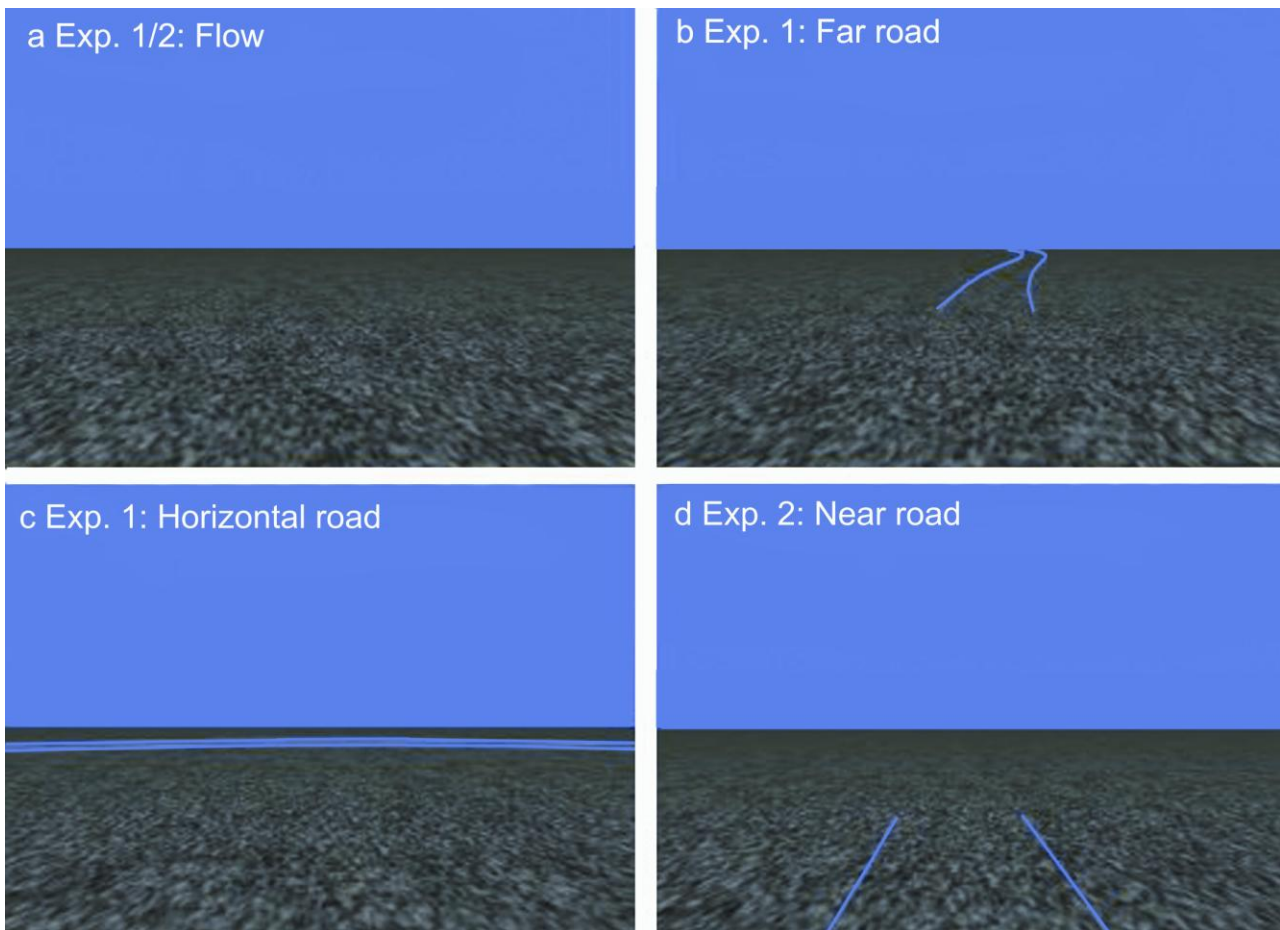 a Exp. 1/2: Flow
b Exp. 1: Far road
c Exp. 1: Horizontal road
d Exp. 2: Near road